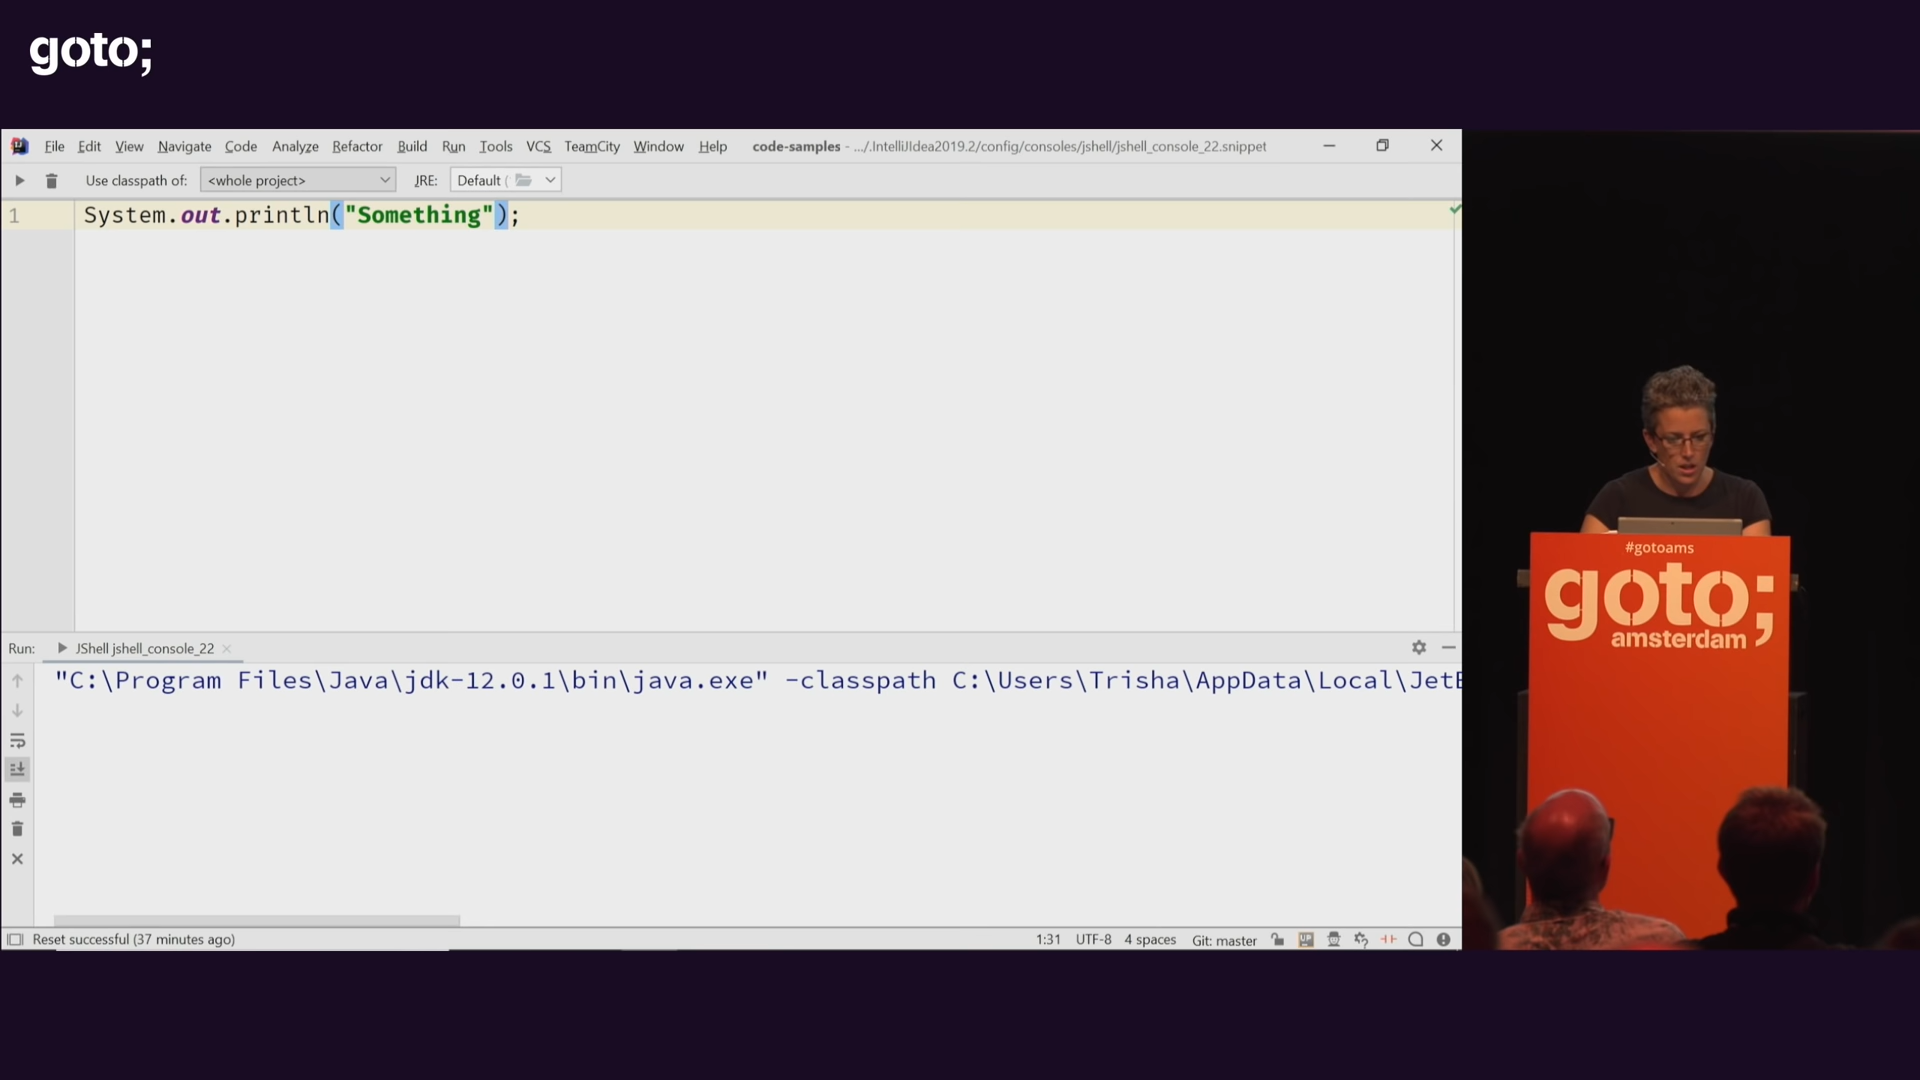 goto;
File Edit View Navigate Code Analyze Refactor Build Run Tools VCS TeamCity Window Help code-samples - .../.IntelliJIdea2019.2/config/consoles/jshell/jshell_console_22.snippet
Use classpath of: <whole project> JRE: Default (
1 System.out.println("Something");
Run: JShell jshell_console_22
"C:\Program Files\Java\jdk-12.0.1\bin\java.exe" -classpath C:\Users\Trisha\AppData\Local\JetB
Reset successful (37 minutes ago) 1:31 UTF-8 4 spaces Git: master
#gotoams
goto;
amsterdam